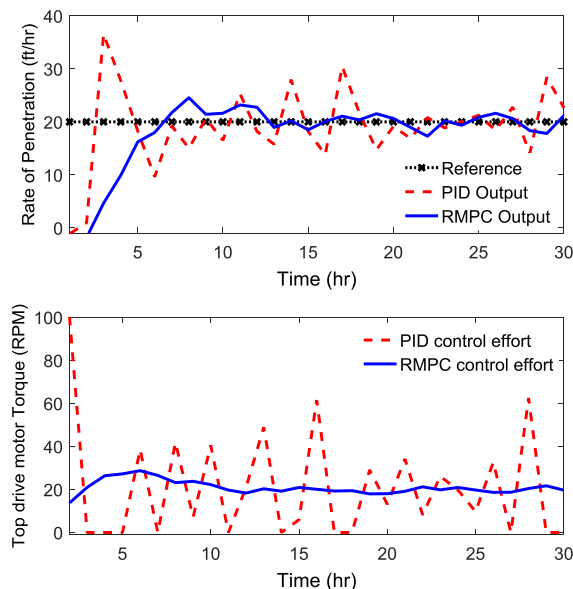 40
30
20
10
0
Rate of Penetration (ft/hr)
Reference
PID Output
RMPC Output
5 10 15 20 25 30
Time (hr)
100
80
60
40
20
0
Top drive motor Torque (RPM)
PID control effort
RMPC control effort
5 10 15 20 25 30
Time (hr)